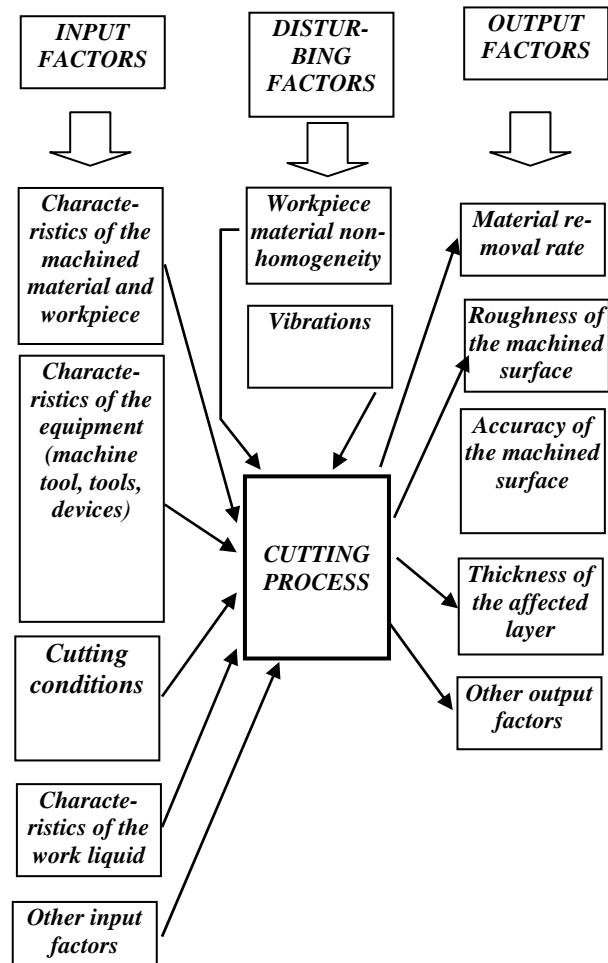 INPUT
FACTORS
DISTUR-
BING
FACTORS
OUTPUT
FACTORS
Characte-
ristics of the
machined
material and
workpiece
Characte-
ristics of the
equipment
(machine
tool, tools,
devices)
Cutting
conditions
Characte-
ristics of the
work liquid
Other input
factors
Workpiece
material non-
homogeneity
Vibrations
CUTTING
PROCESS
Material re-
moval rate
Roughness of
the machined
surface
Accuracy of
the machined
surface
Thickness of
the affected
layer
Other output
factors